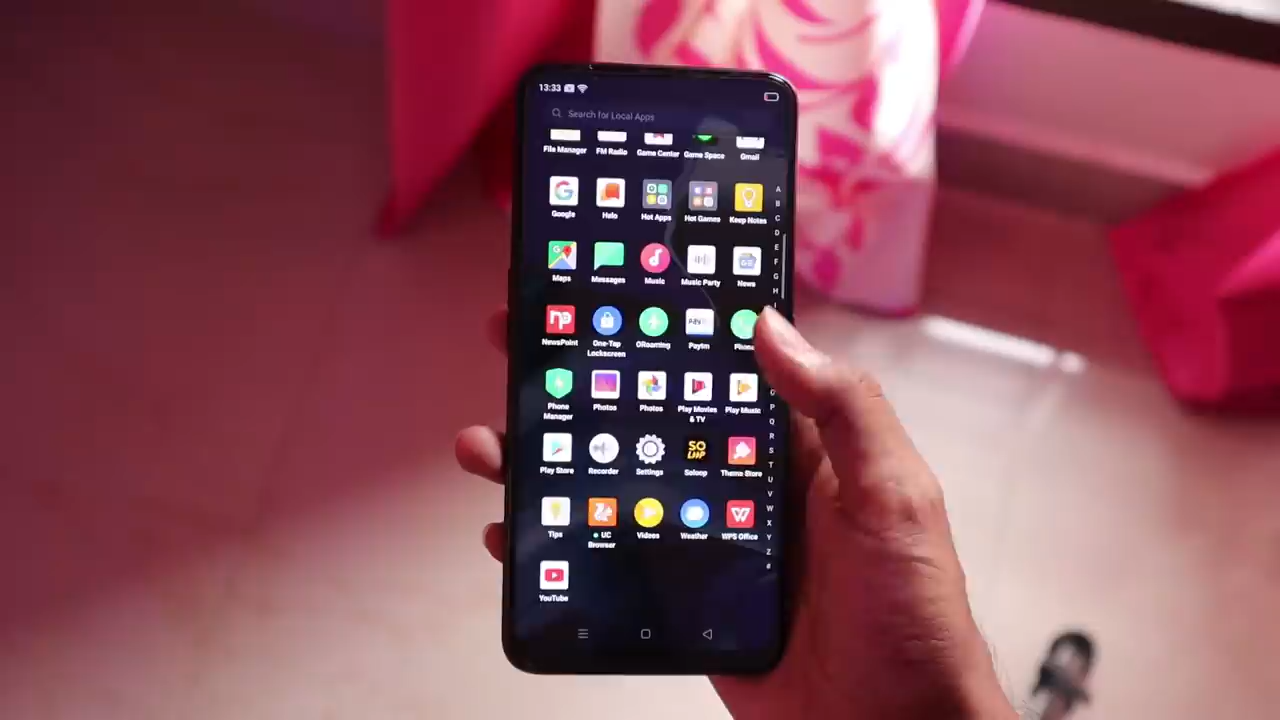 13:33
Search for Local Apps
File Manager FM Radio Game Center Game Space Gmail
Google Helo Hot Apps Hot Games Keep Notes
Maps Messages Music Music Party News
NewsPoint One-Tap Lockscreen ORoaming Paytm Phone
Phone Manager Photos Photos Play Movies & TV Play Music
Play Store Recorder Settings Soloop Theme Store
Tips UC Browser Videos Weather WPS Office
YouTube
A
B
C
D
E
F
G
H
O
P
Q
R
S
T
U
V
W
X
Y
Z
#